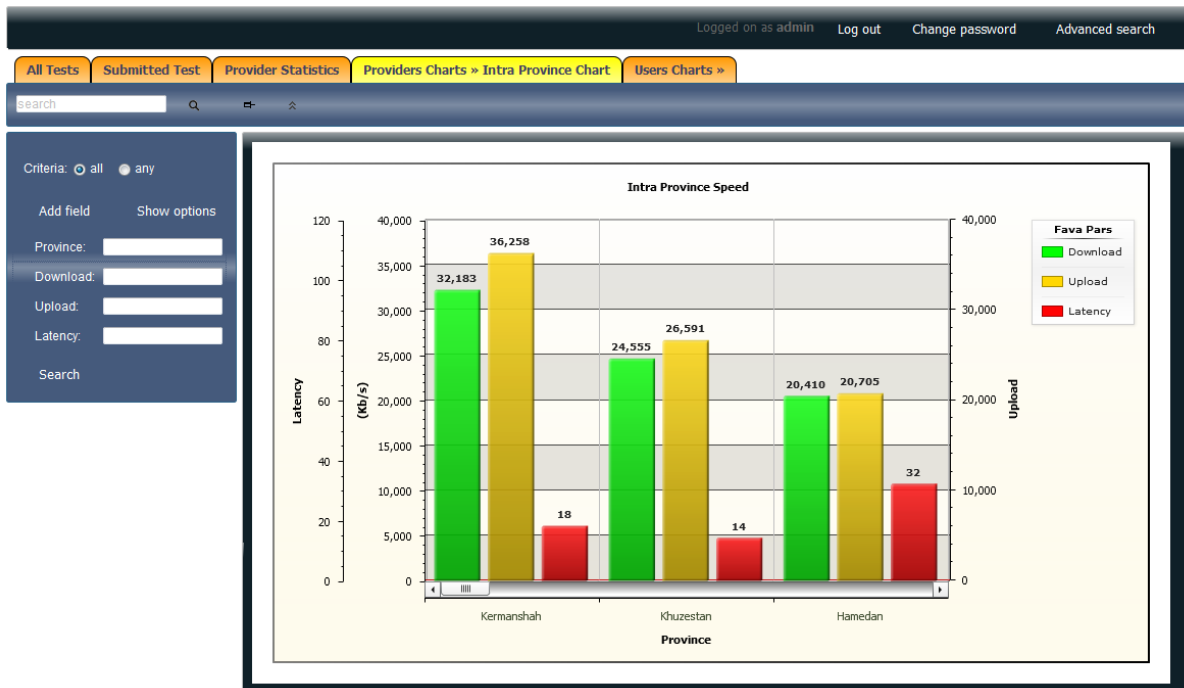 Logged on as admin Log out Change password Advanced search
All Tests Submitted Test Provider Statistics Providers Charts » Intra Province Chart Users Charts »
search
Criteria: all any
Add field Show options
Province:
Download:
Upload:
Latency:
Search
Intra Province Speed
Latency
120
100
80
60
40
20
0
(Kb/s)
40,000
35,000
30,000
25,000
20,000
15,000
10,000
5,000
0
32,183 36,258 18
24,555 26,591 14
20,410 20,705 32
40,000
30,000
20,000
10,000
0
Upload
Fava Pars
Download
Upload
Latency
Kermanshah Khuzestan Hamedan
Province